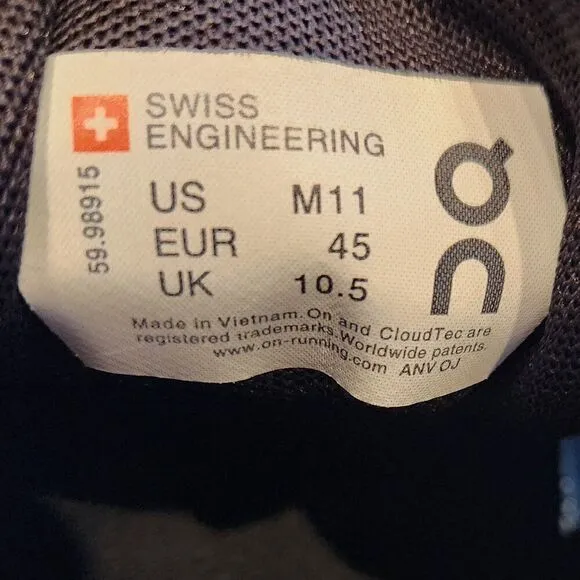 SWISS
ENGINEERING
59.98915
US M11
EUR 45
UK 10.5
Made in Vietnam. On and CloudTec are
registered trademarks. Worldwide patents.
www.on-running.com ANV OJ